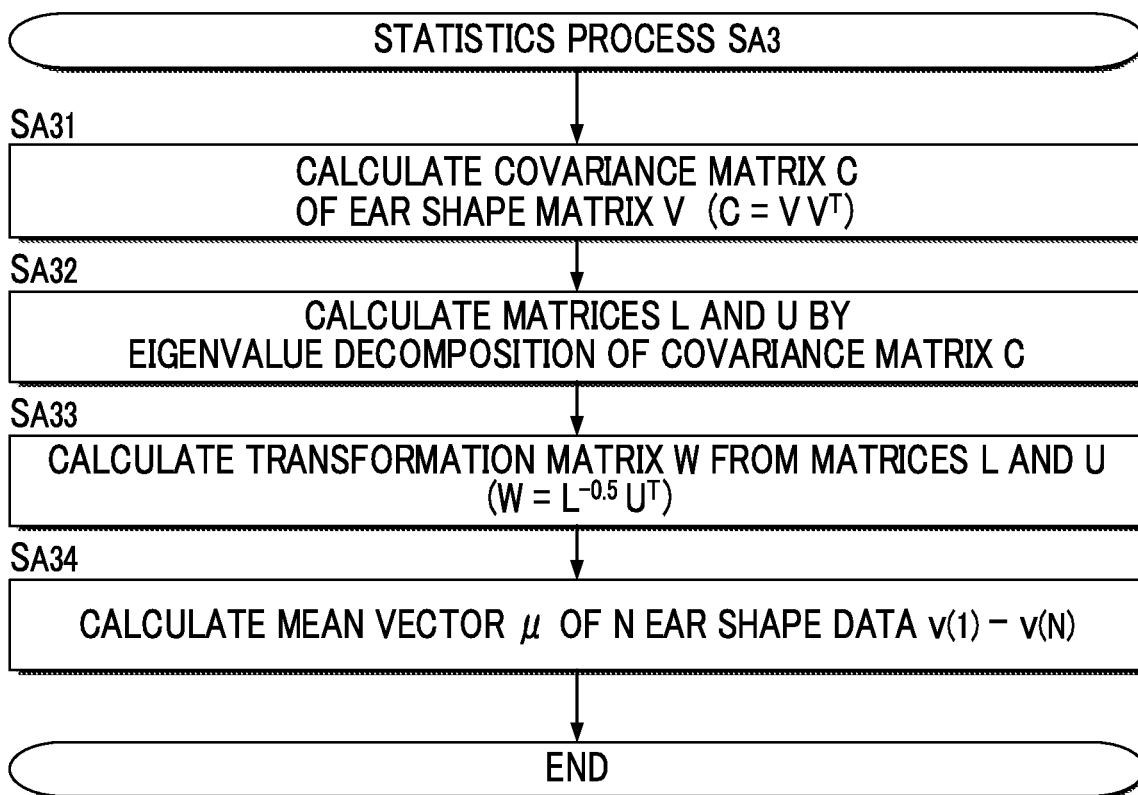 STATISTICS PROCESS SA3
SA31
CALCULATE COVARIANCE MATRIX C
OF EAR SHAPE MATRIX V (C = V Vᵀ)
SA32
CALCULATE MATRICES L AND U BY
EIGENVALUE DECOMPOSITION OF COVARIANCE MATRIX C
SA33
CALCULATE TRANSFORMATION MATRIX W FROM MATRICES L AND U
(W = L⁻⁰·⁵ Uᵀ)
SA34
CALCULATE MEAN VECTOR μ OF N EAR SHAPE DATA v(1) − v(N)
END